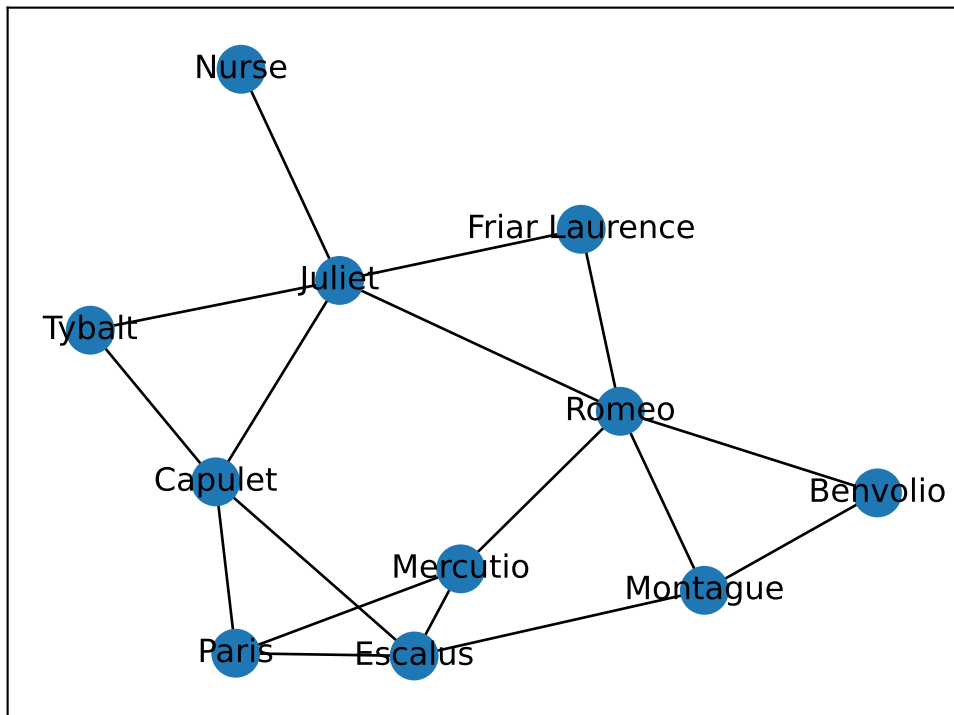 Nurse
Friar Laurence
Juliet
Tybalt
Romeo
Capulet
Benvolio
Mercutio
Montague
Paris
Escalus